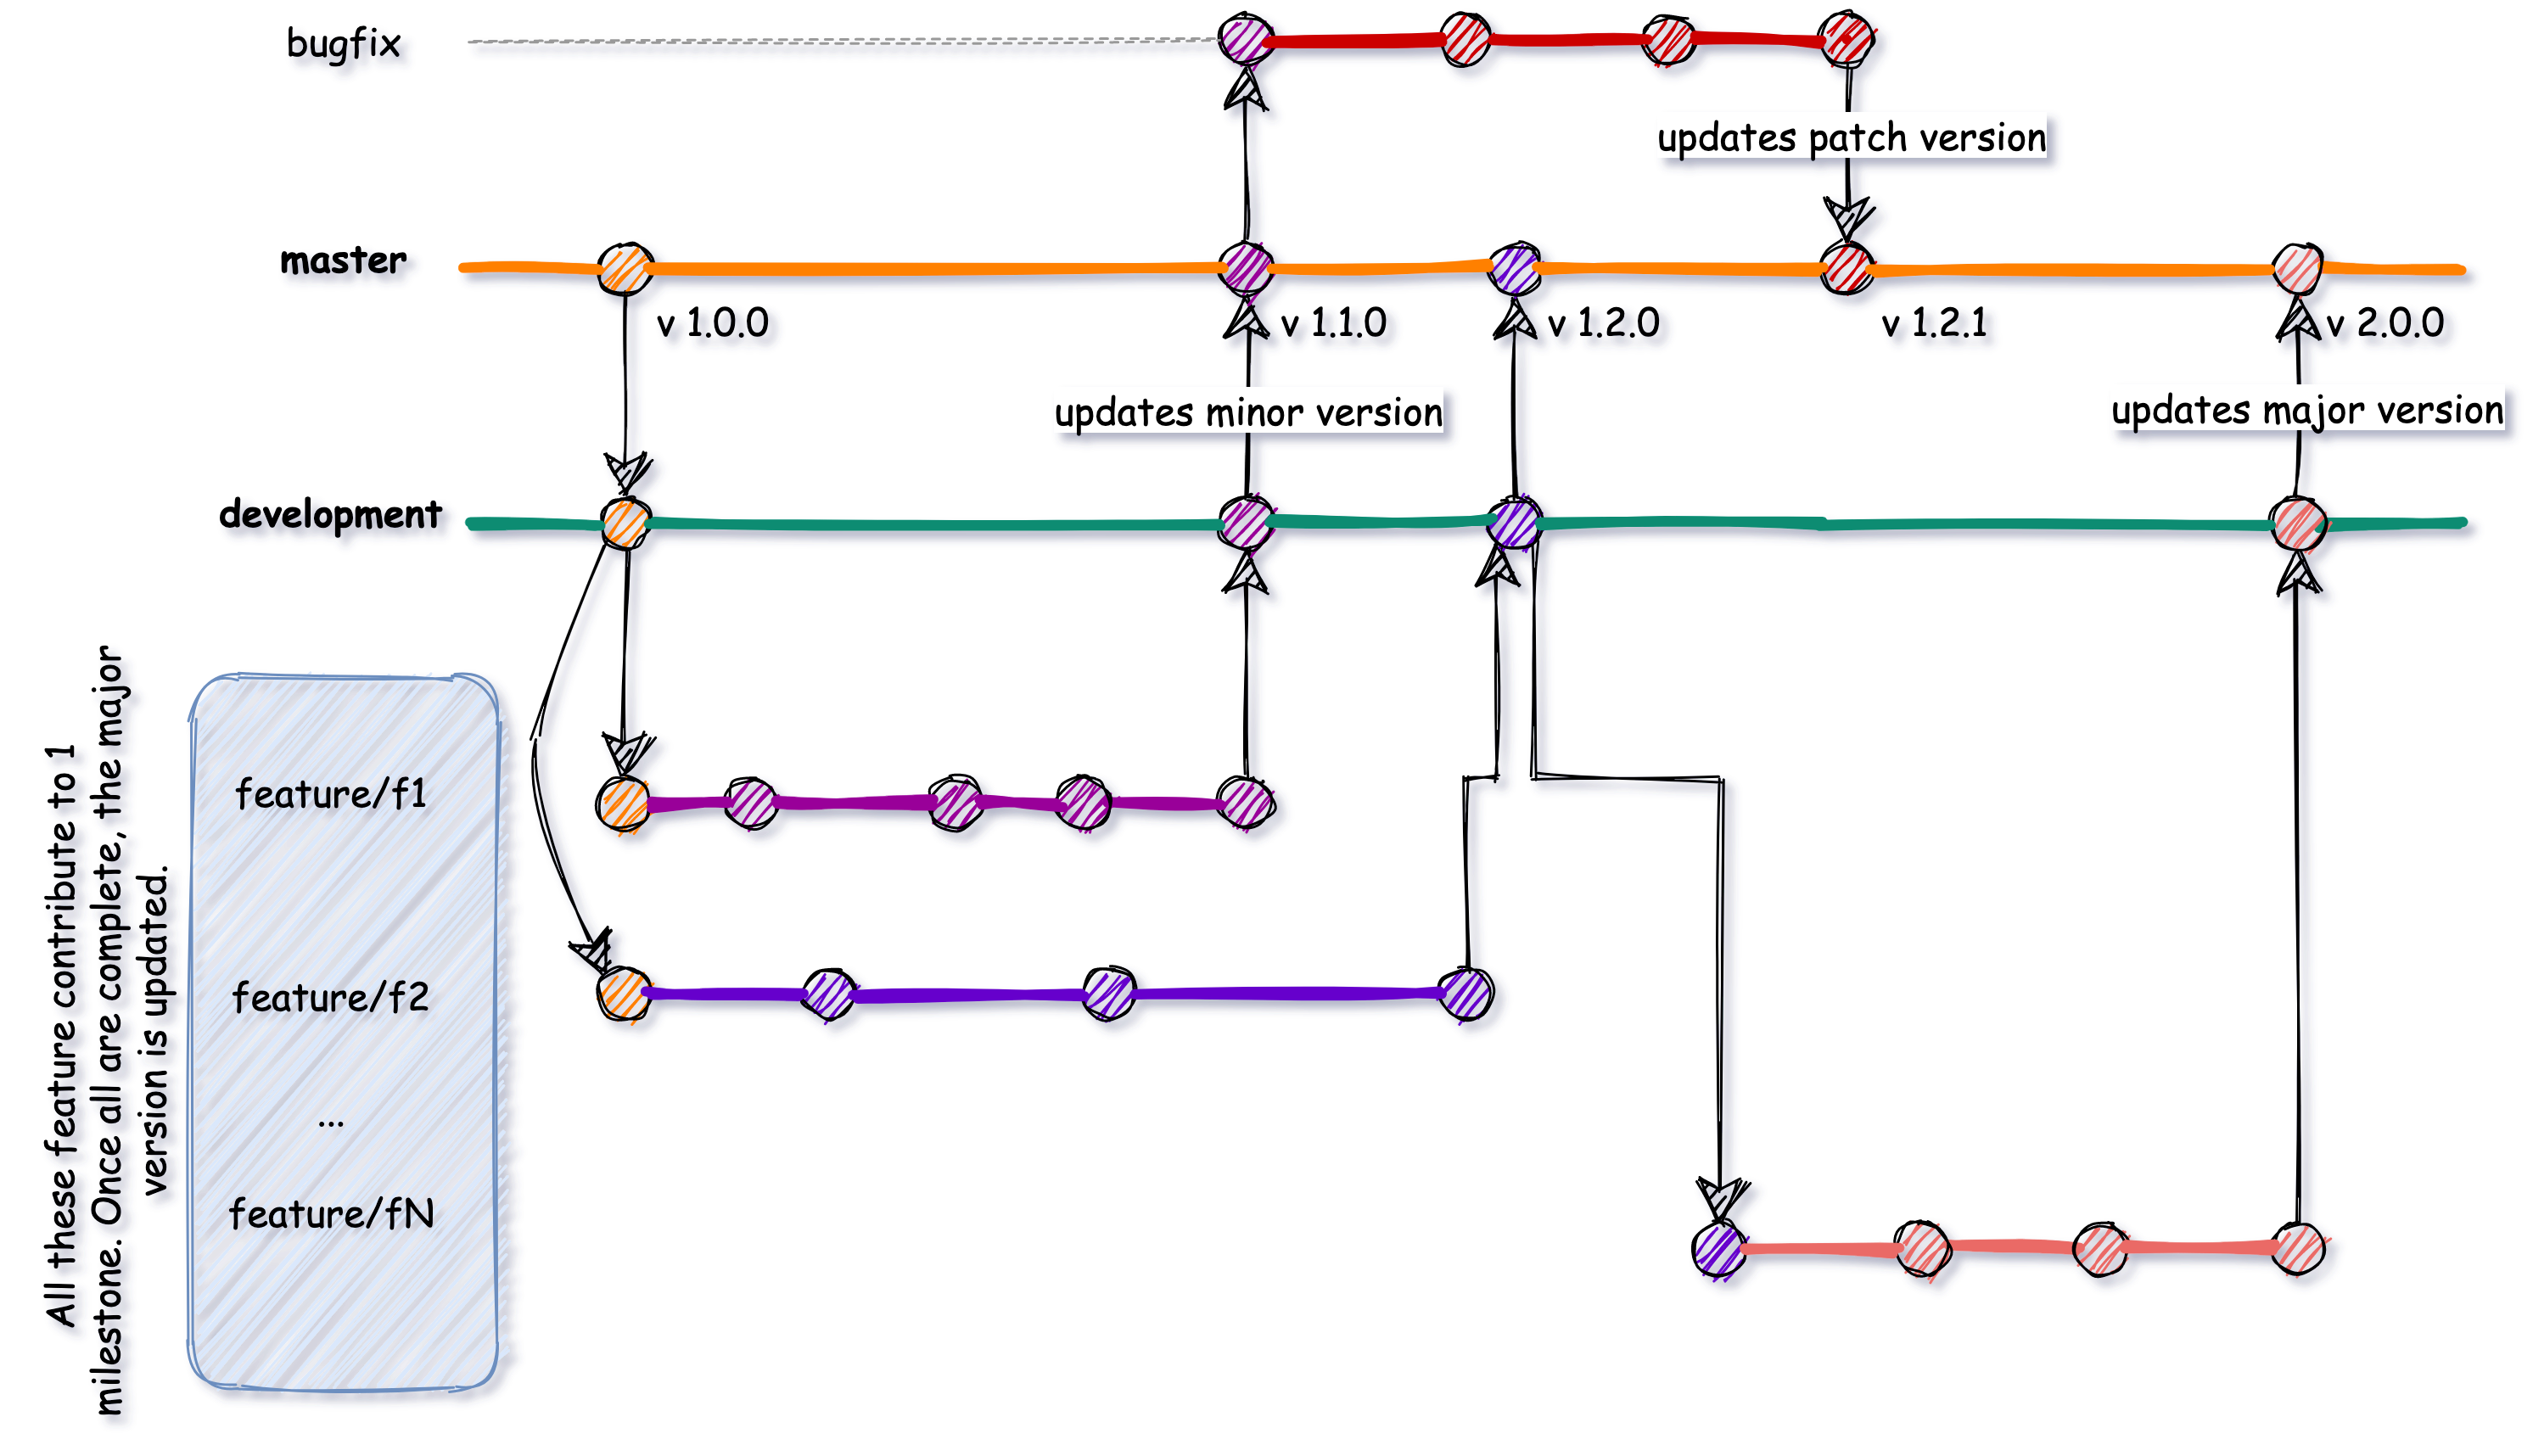 bugfix
updates patch version
master
v 1.0.0
v 1.1.0
v 1.2.0
v 1.2.1
v 2.0.0
updates minor version
updates major version
development
All these feature contribute to 1
milestone. Once all are complete, the major
version is updated.
feature/f1
feature/f2
...
feature/fN